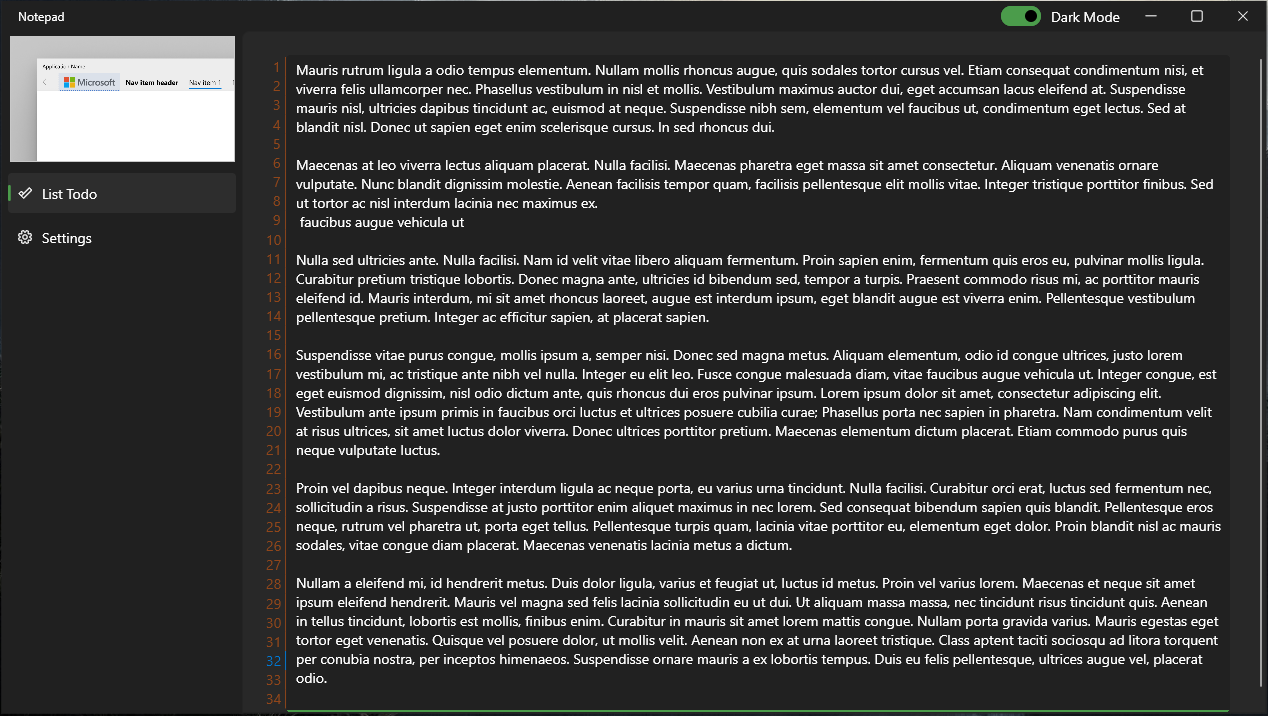 Notepad
Dark Mode
Application Name
Microsoft
Nav item header
Nav item 1
List Todo
Settings
1
2
3
4
5
6
7
8
9
10
11
12
13
14
15
16
17
18
19
20
21
22
23
24
25
26
27
28
29
30
31
32
33
34
Mauris rutrum ligula a odio tempus elementum. Nullam mollis rhoncus augue, quis sodales tortor cursus vel. Etiam consequat condimentum nisi, et
viverra felis ullamcorper nec. Phasellus vestibulum in nisl et mollis. Vestibulum maximus auctor dui, eget accumsan lacus eleifend at. Suspendisse
mauris nisl, ultricies dapibus tincidunt ac, euismod at neque. Suspendisse nibh sem, elementum vel faucibus ut, condimentum eget lectus. Sed at
blandit nisl. Donec ut sapien eget enim scelerisque cursus. In sed rhoncus dui.
Maecenas at leo viverra lectus aliquam placerat. Nulla facilisi. Maecenas pharetra eget massa sit amet consectetur. Aliquam venenatis ornare
vulputate. Nunc blandit dignissim molestie. Aenean facilisis tempor quam, facilisis pellentesque elit mollis vitae. Integer tristique porttitor finibus. Sed
ut tortor ac nisl interdum lacinia nec maximus ex.
faucibus augue vehicula ut
Nulla sed ultricies ante. Nulla facilisi. Nam id velit vitae libero aliquam fermentum. Proin sapien enim, fermentum quis eros eu, pulvinar mollis ligula.
Curabitur pretium tristique lobortis. Donec magna ante, ultricies id bibendum sed, tempor a turpis. Praesent commodo risus mi, ac porttitor mauris
eleifend id. Mauris interdum, mi sit amet rhoncus laoreet, augue est interdum ipsum, eget blandit augue est viverra enim. Pellentesque vestibulum
pellentesque pretium. Integer ac efficitur sapien, at placerat sapien.
Suspendisse vitae purus congue, mollis ipsum a, semper nisi. Donec sed magna metus. Aliquam elementum, odio id congue ultrices, justo lorem
vestibulum mi, ac tristique ante nibh vel nulla. Integer eu elit leo. Fusce congue malesuada diam, vitae faucibus augue vehicula ut. Integer congue, est
eget euismod dignissim, nisl odio dictum ante, quis rhoncus dui eros pulvinar ipsum. Lorem ipsum dolor sit amet, consectetur adipiscing elit.
Vestibulum ante ipsum primis in faucibus orci luctus et ultrices posuere cubilia curae; Phasellus porta nec sapien in pharetra. Nam condimentum velit
at risus ultrices, sit amet luctus dolor viverra. Donec ultrices porttitor pretium. Maecenas elementum dictum placerat. Etiam commodo purus quis
neque vulputate luctus.
Proin vel dapibus neque. Integer interdum ligula ac neque porta, eu varius urna tincidunt. Nulla facilisi. Curabitur orci erat, luctus sed fermentum nec,
sollicitudin a risus. Suspendisse at justo porttitor enim aliquet maximus in nec lorem. Sed consequat bibendum sapien quis blandit. Pellentesque eros
neque, rutrum vel pharetra ut, porta eget tellus. Pellentesque turpis quam, lacinia vitae porttitor eu, elementum eget dolor. Proin blandit nisl ac mauris
sodales, vitae congue diam placerat. Maecenas venenatis lacinia metus a dictum.
Nullam a eleifend mi, id hendrerit metus. Duis dolor ligula, varius et feugiat ut, luctus id metus. Proin vel varius lorem. Maecenas et neque sit amet
ipsum eleifend hendrerit. Mauris vel magna sed felis lacinia sollicitudin eu ut dui. Ut aliquam massa massa, nec tincidunt risus tincidunt quis. Aenean
in tellus tincidunt, lobortis est mollis, finibus enim. Curabitur in mauris sit amet lorem mattis congue. Nullam porta gravida varius. Mauris egestas eget
tortor eget venenatis. Quisque vel posuere dolor, ut mollis velit. Aenean non ex at urna laoreet tristique. Class aptent taciti sociosqu ad litora torquent
per conubia nostra, per inceptos himenaeos. Suspendisse ornare mauris a ex lobortis tempus. Duis eu felis pellentesque, ultrices augue vel, placerat
odio.